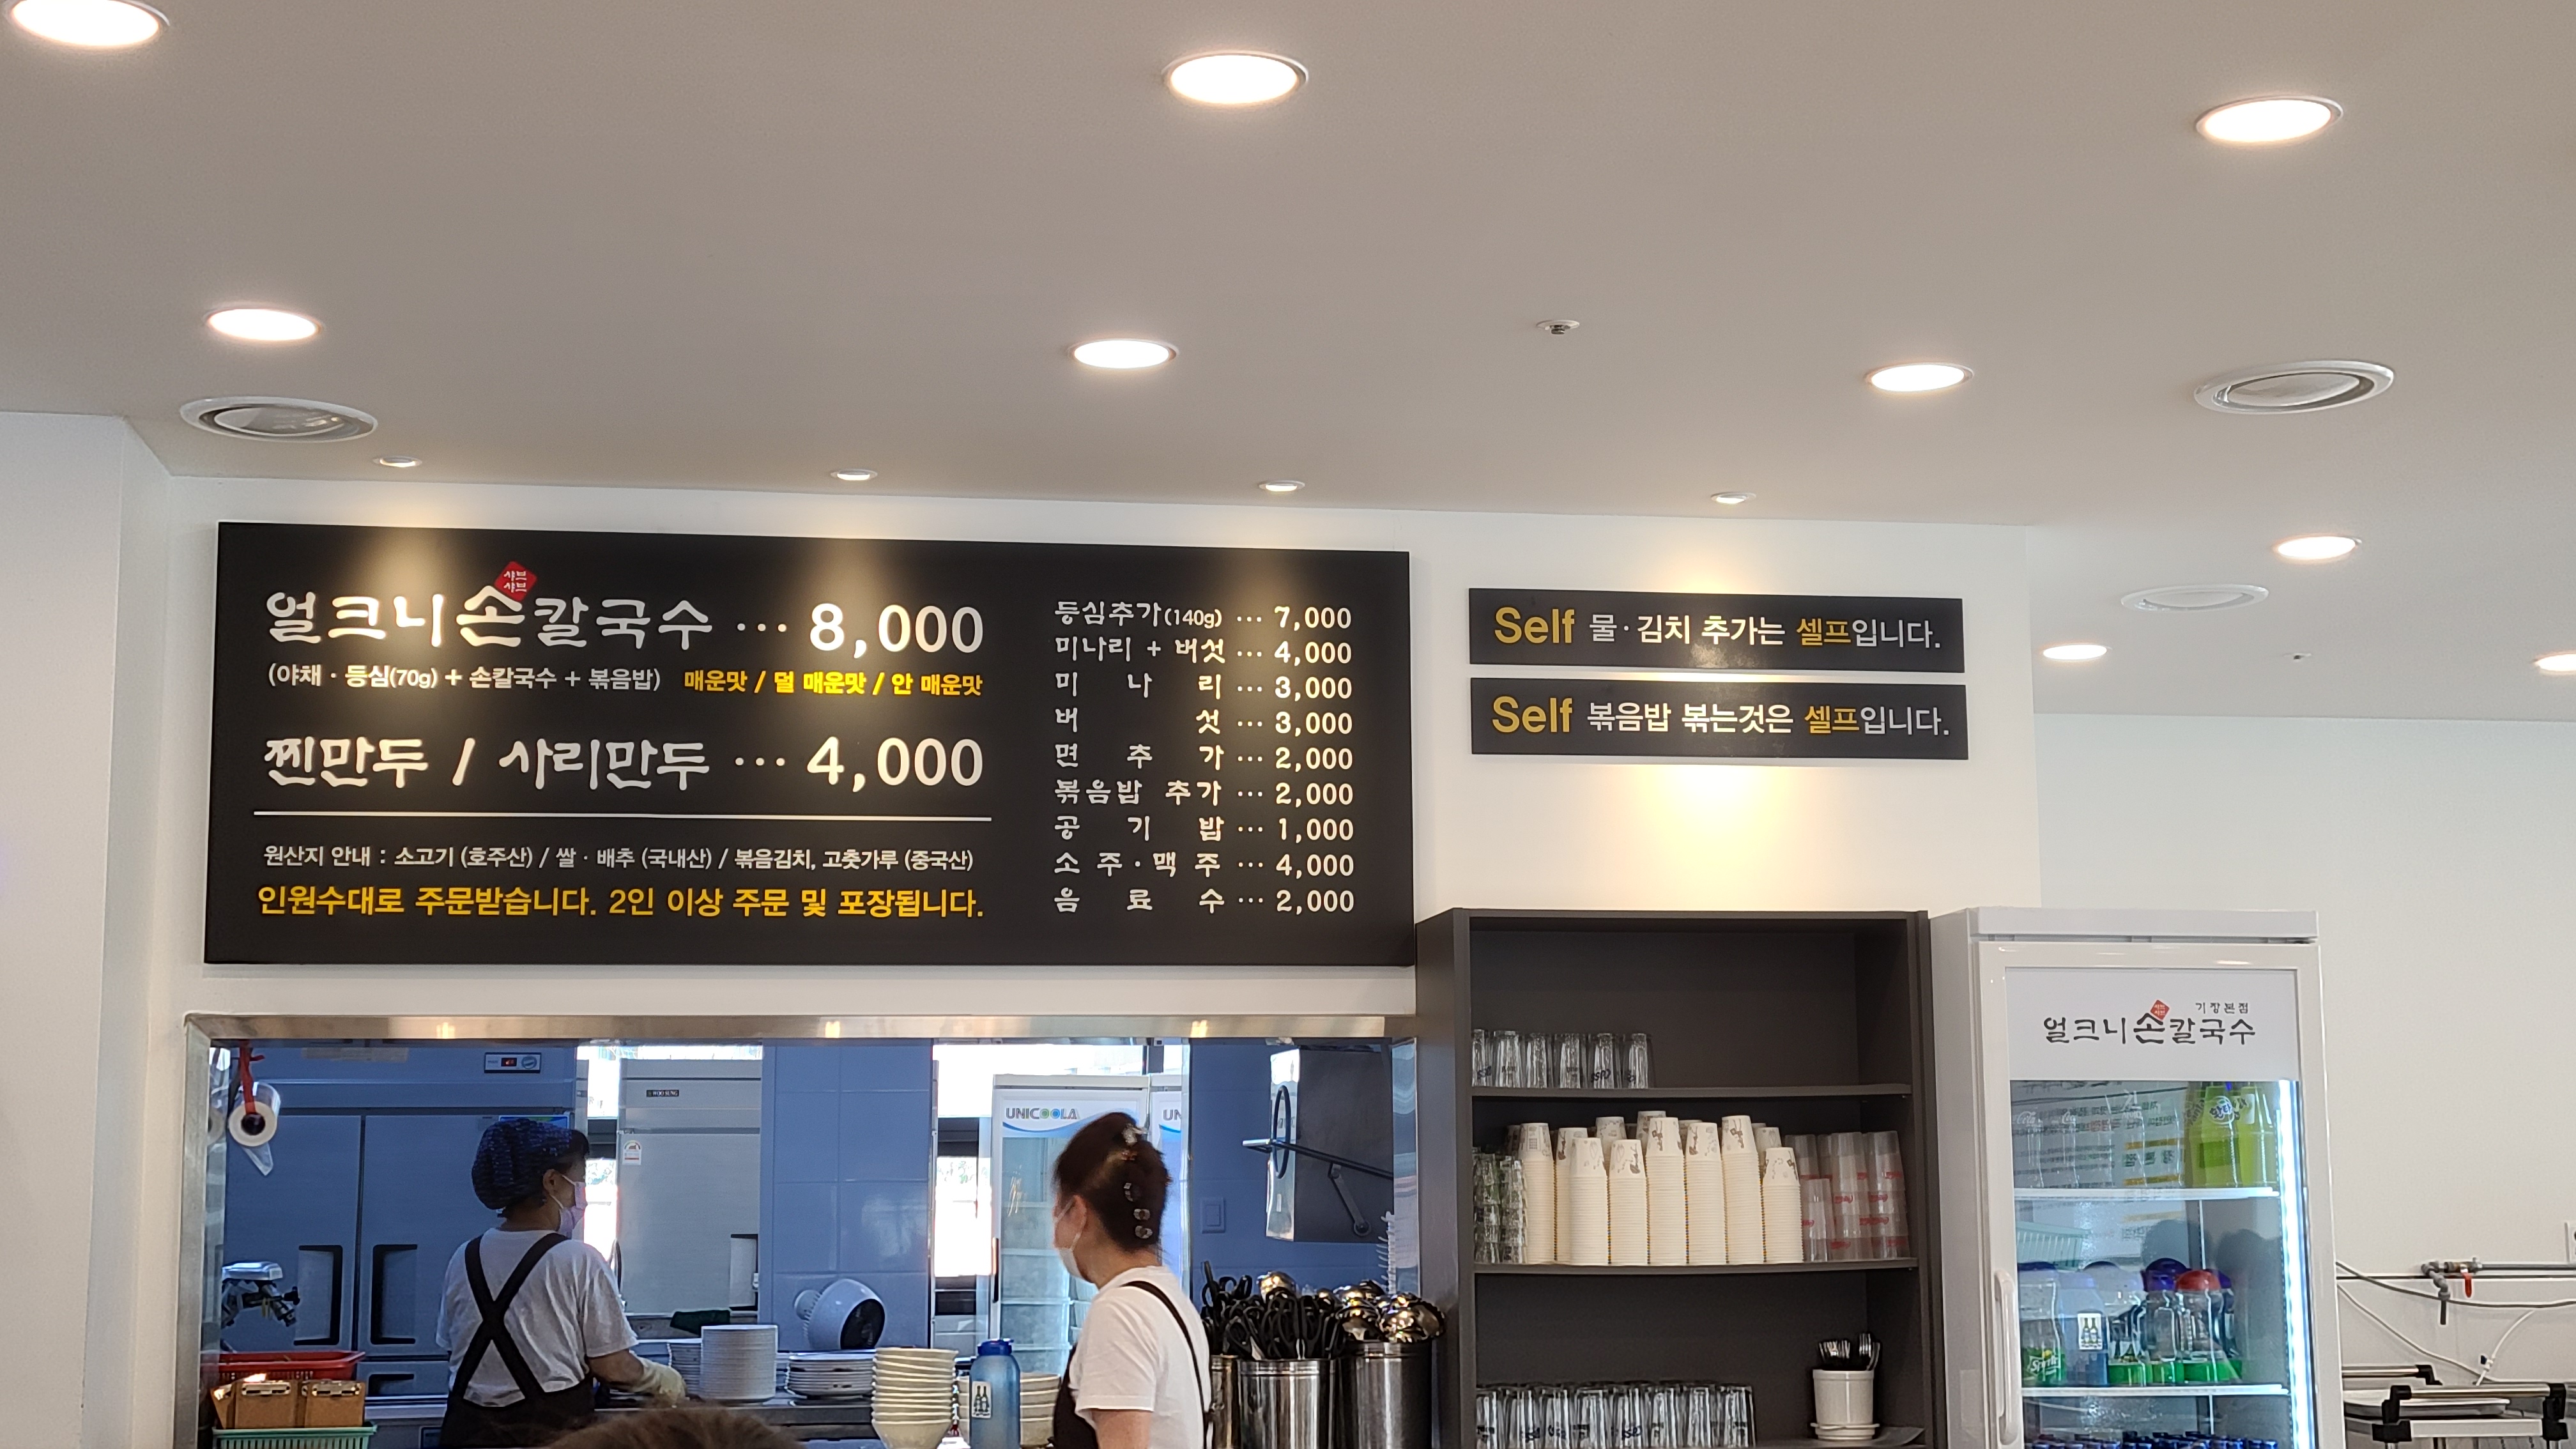 샤브
샤브
얼크니손칼국수 ··· 8,000
(야채 · 등심(70g) + 손칼국수 + 볶음밥) 매운맛 / 덜 매운맛 / 안 매운맛
찐만두 / 사리만두 ··· 4,000
원산지 안내 : 소고기 (호주산) / 쌀 · 배추 (국내산) / 볶음김치, 고춧가루 (중국산)
인원수대로 주문받습니다. 2인 이상 주문 및 포장됩니다.
등심추가(140g) ··· 7,000
미나리 + 버섯 ··· 4,000
미 나 리 ··· 3,000
버 섯 ··· 3,000
면 추 가 ··· 2,000
볶음밥 추가 ··· 2,000
공 기 밥 ··· 1,000
소 주 · 맥 주 ··· 4,000
음 료 수 ··· 2,000
Self 물 · 김치 추가는 셀프입니다.
Self 볶음밥 볶는것은 셀프입니다.
기장본점
얼크니손칼국수
UNICOOLA
UN
Sprite